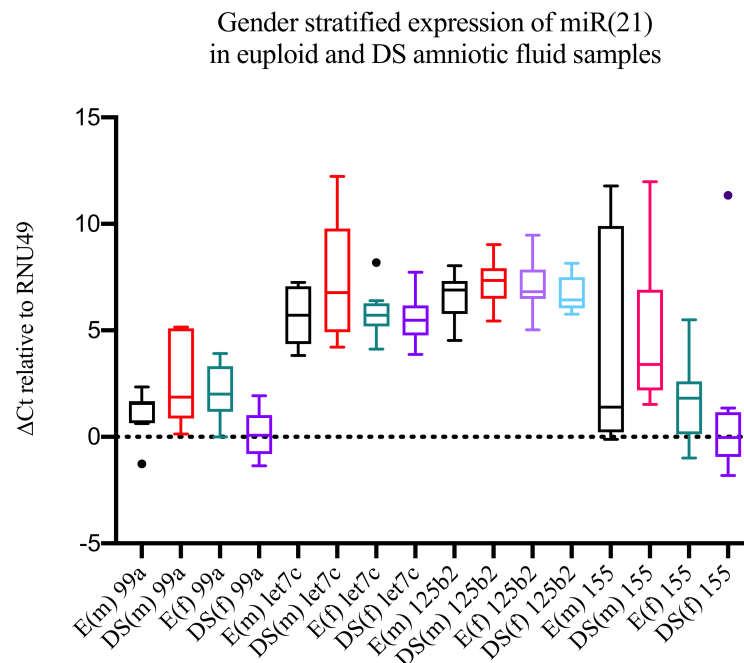 Gender stratified expression of miR(21)
in euploid and DS amniotic fluid samples
ΔCt relative to RNU49
15
10
5
0
-5
E(m) 99a
DS(m) 99a
E(f) 99a
DS(f) 99a
E(m) let7c
DS(m) let7c
E(f) let7c
DS(f) let7c
E(m) 125b2
DS(m) 125b2
E(f) 125b2
DS(f) 125b2
E(m) 155
DS(m) 155
E(f) 155
DS(f) 155